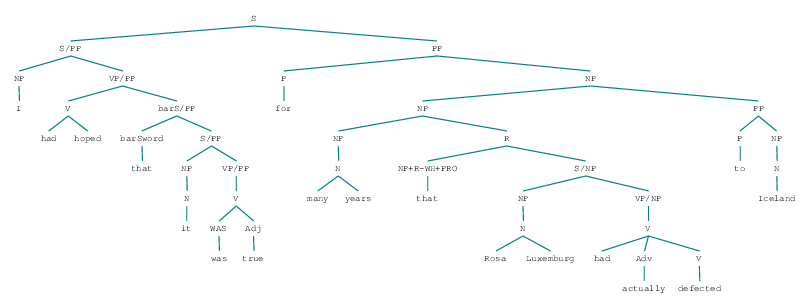 S
S/PP PP
NP VP/PP P NP
I V barS/PP for NP PP
had hoped barSword S/PP NP R P NP
that NP VP/PP N NP+R-WH+PRO S/NP to N
N V many years that NP VP/NP Iceland
it WAS Adj N V
was true Rosa Luxemburg had Adv V
actually defected